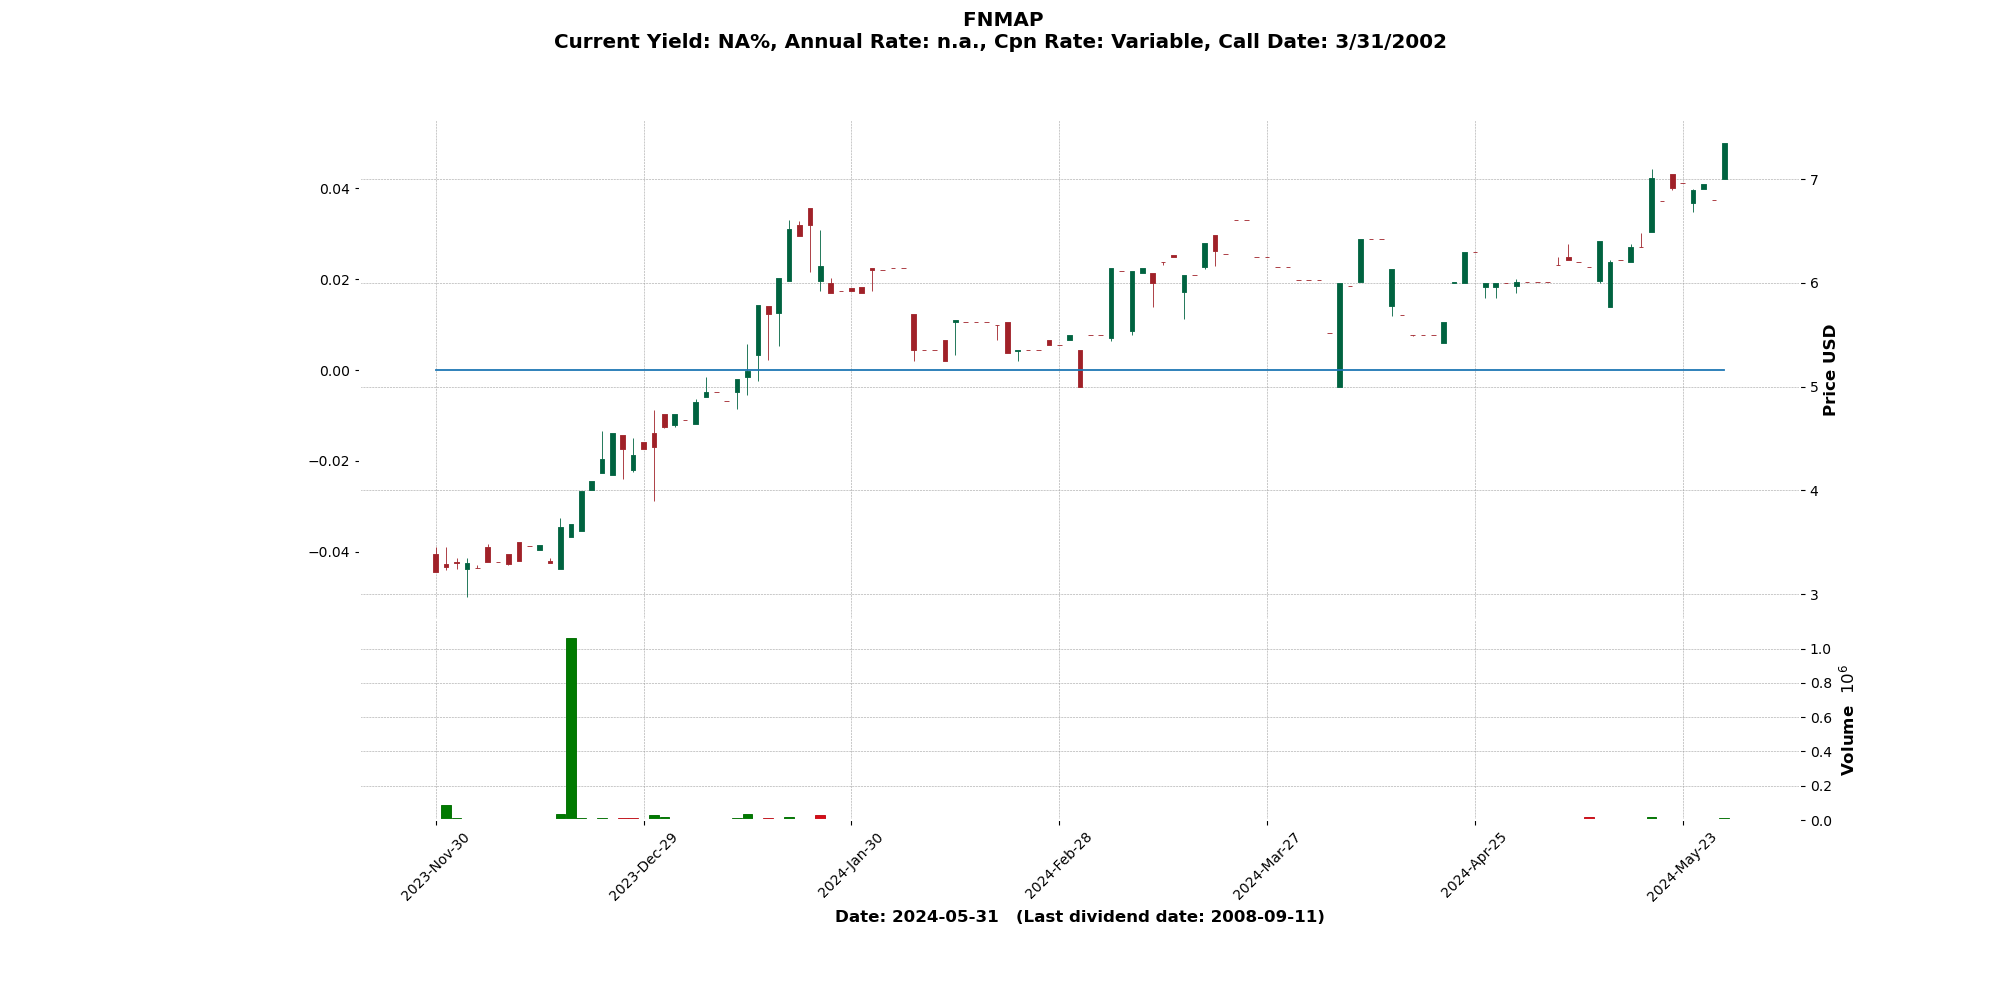 FNMAP
Current Yield: NA%, Annual Rate: n.a., Cpn Rate: Variable, Call Date: 3/31/2002
0.04
0.02
0.00
−0.02
−0.04
7
6
5
4
3
Price USD
1.0
0.8
0.6
0.4
0.2
0.0
Volume 10^6
2023-Nov-30
2023-Dec-29
2024-Jan-30
2024-Feb-28
2024-Mar-27
2024-Apr-25
2024-May-23
Date: 2024-05-31 (Last dividend date: 2008-09-11)